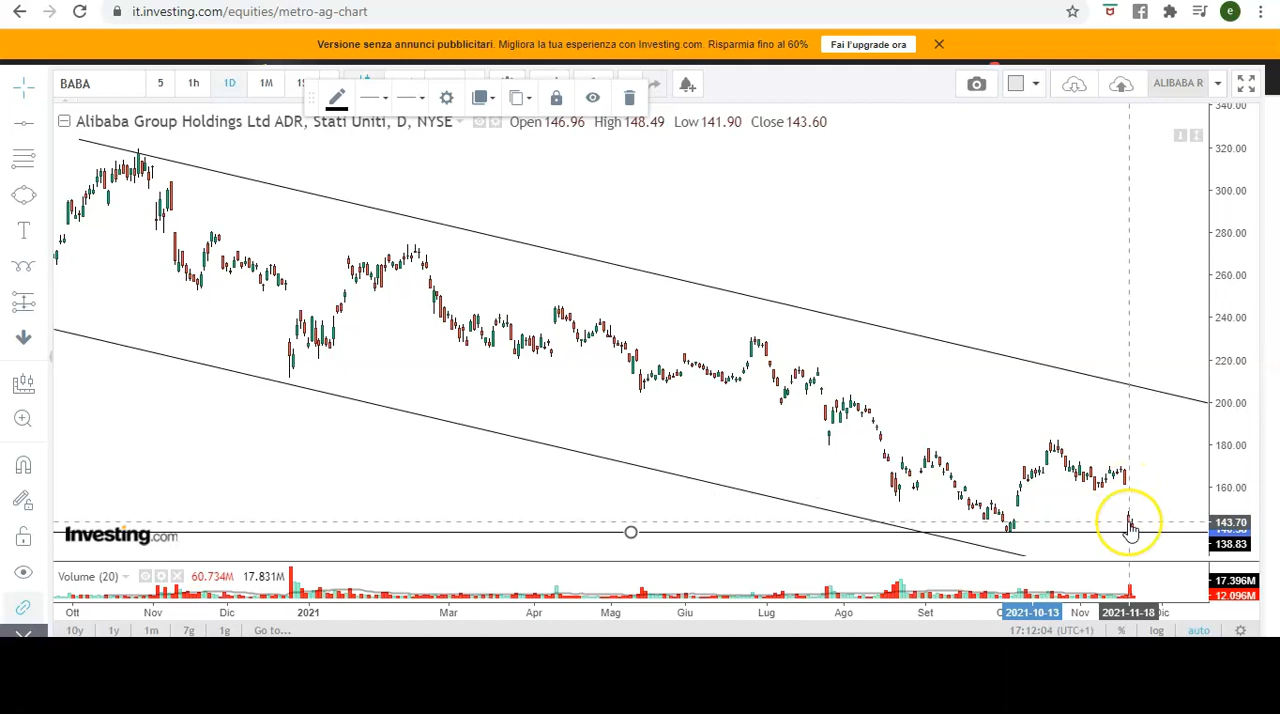 it.investing.com/equities/metro-ag-chart
e
Versione senza annunci pubblicitari. Migliora la tua esperienza con Investing.com. Risparmia fino al 60%
Fai l'upgrade ora
BABA 5 1h 1D 1M
ALIBABA R
Alibaba Group Holdings Ltd ADR, Stati Uniti, D, NYSE Open 146.96 High 148.49 Low 141.90 Close 143.60
340.00
320.00
300.00
280.00
260.00
240.00
220.00
200.00
180.00
160.00
143.70
138.83
Investing.com
Volume (20) 60.734M 17.831M
17.396M
12.096M
Ott Nov Dic 2021 Mar Apr Mag Giu Lug Ago Set 2021-10-13 Nov 2021-11-18 Dic
10y 1y 1m 7g 1g Go to... 17:12:04 (UTC+1) % log auto